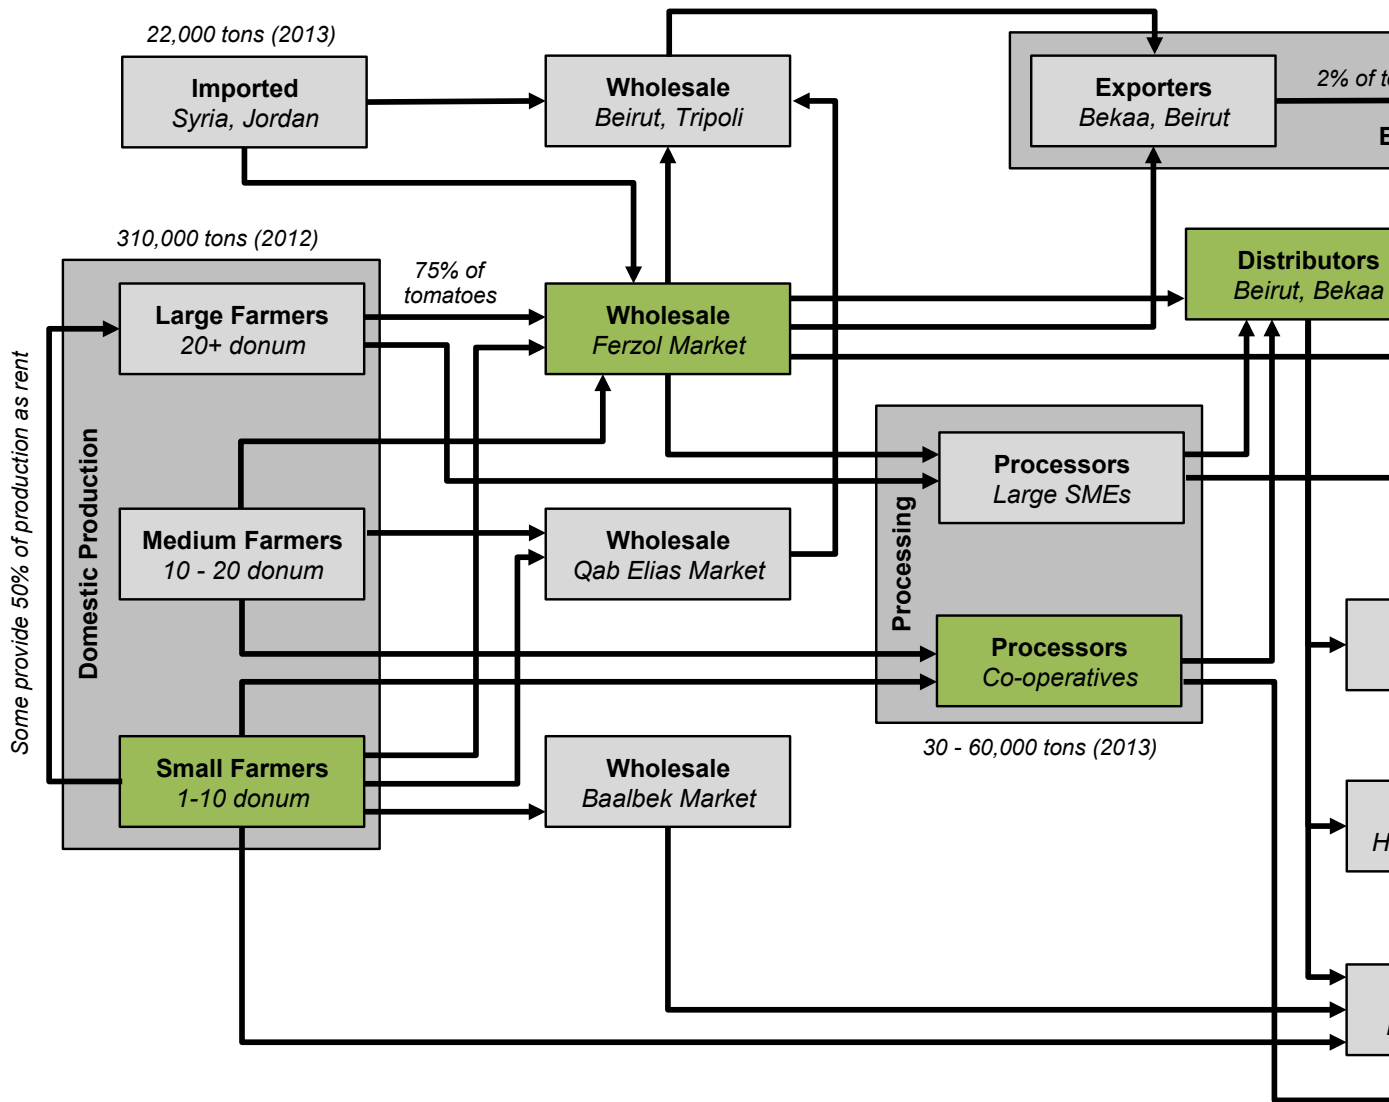 22,000 tons (2013)
Imported
Syria, Jordan
Wholesale
Beirut, Tripoli
Exporters
Bekaa, Beirut
2% of
310,000 tons (2012)
75% of
tomatoes
Large Farmers
20+ donum
Wholesale
Ferzol Market
Distributors
Beirut, Bekaa
Some provide 50% of production as rent
Domestic Production
Medium Farmers
10 - 20 donum
Wholesale
Qab Elias Market
Processing
Processors
Large SMEs
Processors
Co-operatives
30 - 60,000 tons (2013)
Small Farmers
1-10 donum
Wholesale
Baalbek Market